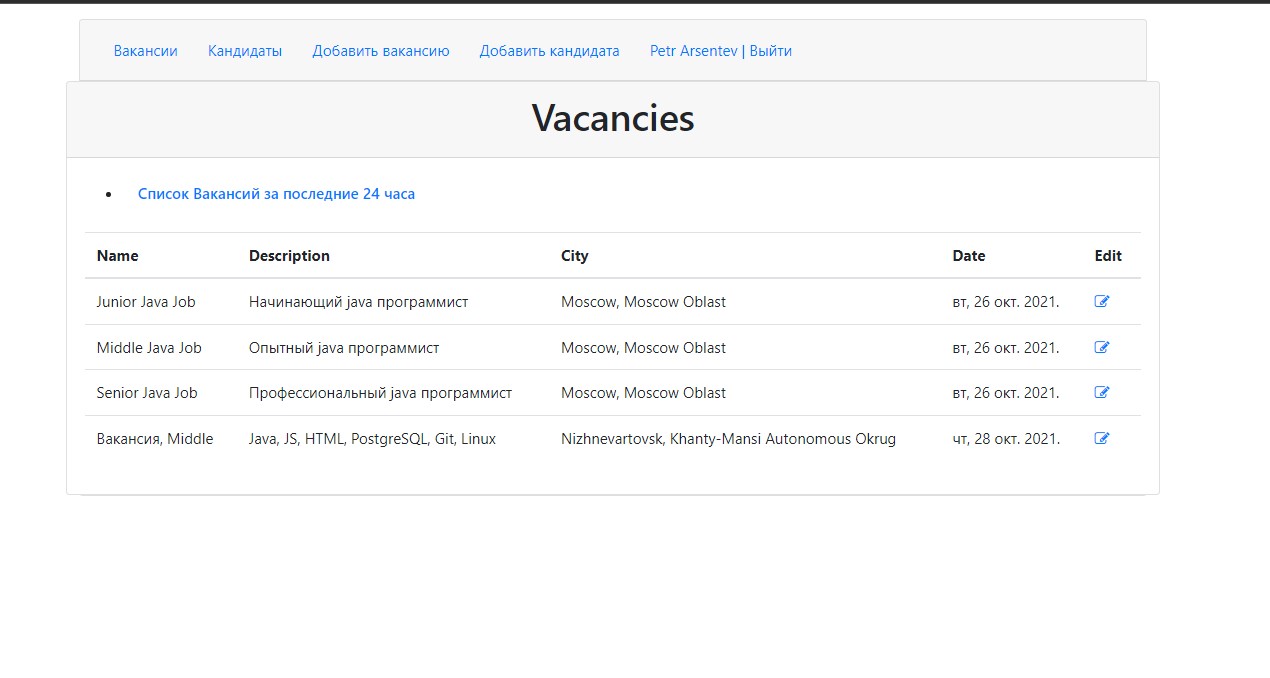 Вакансии Кандидаты Добавить вакансию Добавить кандидата Petr Arsentev | Выйти
Vacancies
Список Вакансий за последние 24 часа
Name Description City Date Edit
Junior Java Job Начинающий java программист Moscow, Moscow Oblast вт, 26 окт. 2021.
Middle Java Job Опытный java программист Moscow, Moscow Oblast вт, 26 окт. 2021.
Senior Java Job Профессиональный java программист Moscow, Moscow Oblast вт, 26 окт. 2021.
Вакансия, Middle Java, JS, HTML, PostgreSQL, Git, Linux Nizhnevartovsk, Khanty-Mansi Autonomous Okrug чт, 28 окт. 2021.